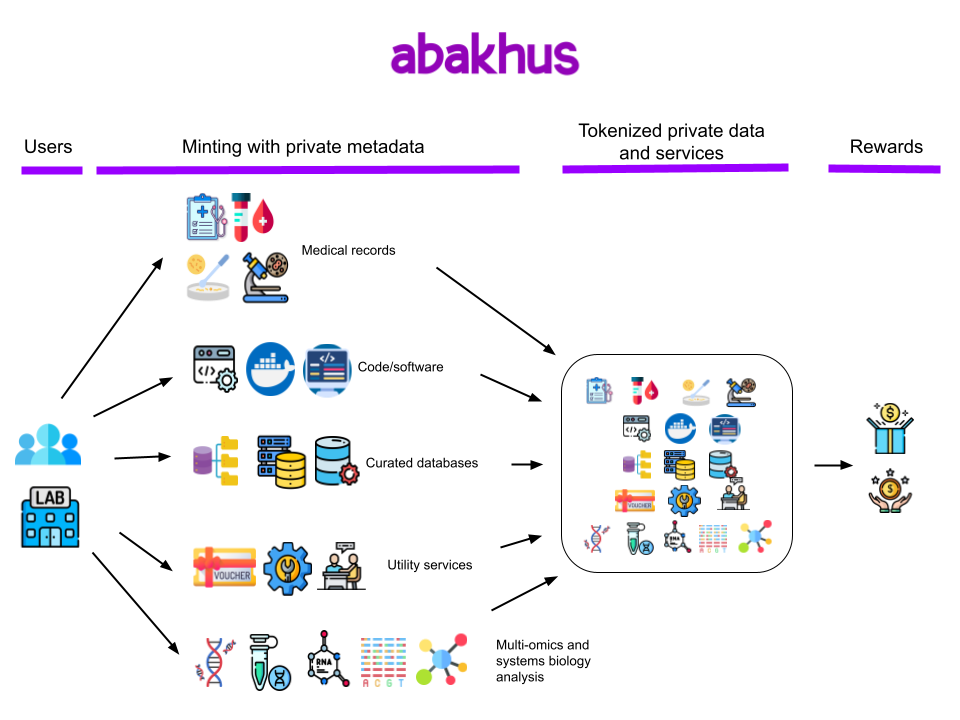 abakhus
Users
Minting with private metadata
Tokenized private data
and services
Rewards
Medical records
Code/software
Curated databases
LAB
VOUCHER
Utility services
VOUCHER
RNA
A C G T
Multi-omics and
systems biology
analysis